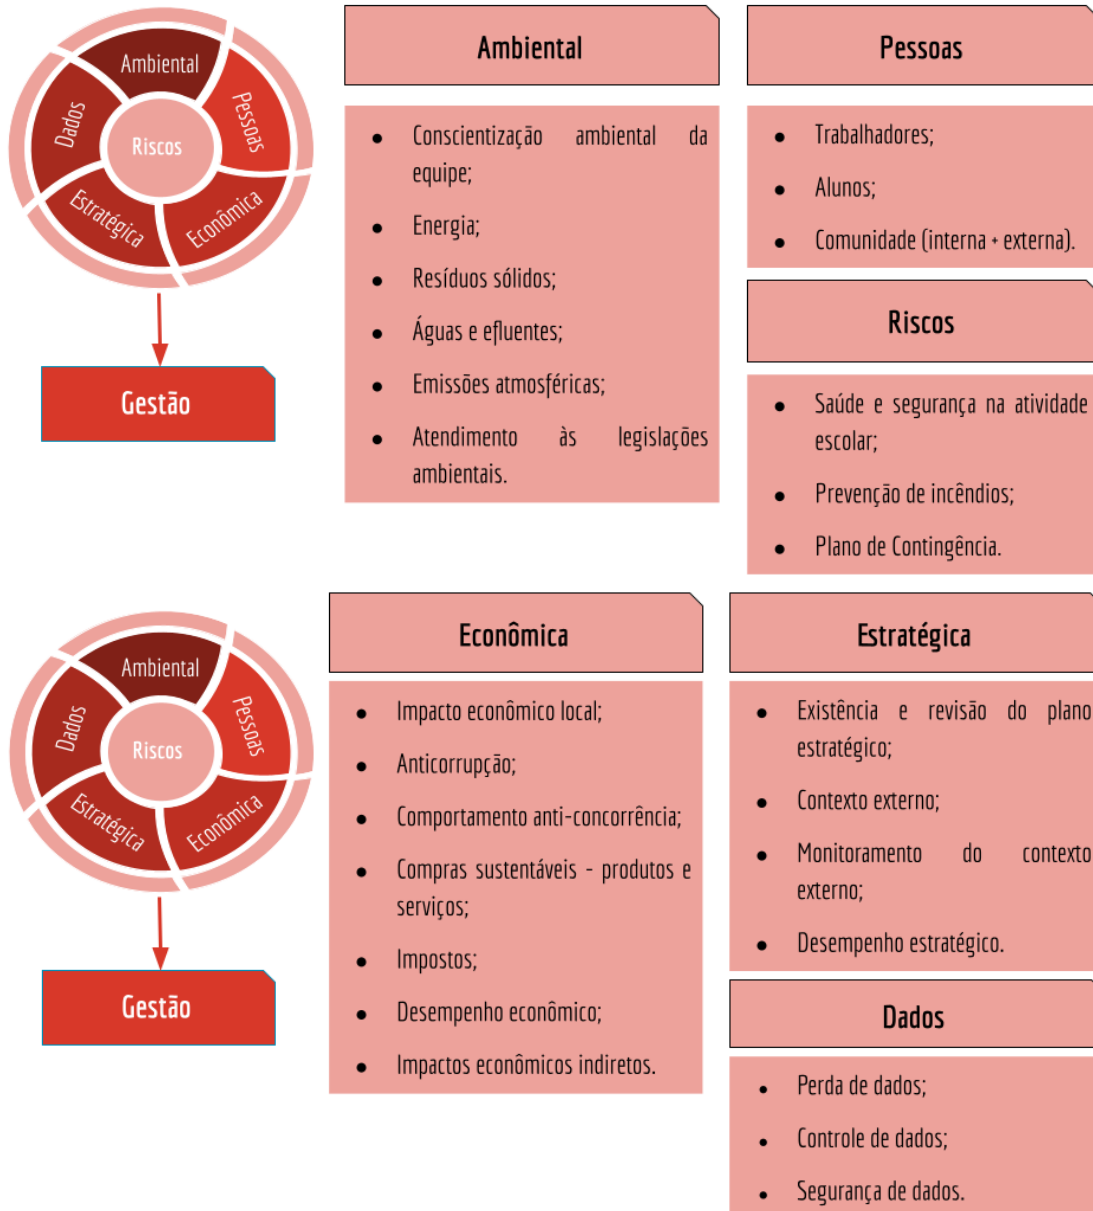 Ambiental
Pessoas
Econômica
Estratégica
Dados
Riscos
Gestão
Ambiental
• Conscientização ambiental da
equipe;
• Energia;
• Resíduos sólidos;
• Águas e efluentes;
• Emissões atmosféricas;
• Atendimento às legislações
ambientais.
Pessoas
• Trabalhadores;
• Alunos;
• Comunidade (interna + externa).
Riscos
• Saúde e segurança na atividade
escolar;
• Prevenção de incêndios;
• Plano de Contingência.
Ambiental
Pessoas
Econômica
Estratégica
Dados
Riscos
Gestão
Econômica
• Impacto econômico local;
• Anticorrupção;
• Comportamento anti-concorrência;
• Compras sustentáveis - produtos e
serviços;
• Impostos;
• Desempenho econômico;
• Impactos econômicos indiretos.
Estratégica
• Existência e revisão do plano
estratégico;
• Contexto externo;
• Monitoramento do contexto
externo;
• Desempenho estratégico.
Dados
• Perda de dados;
• Controle de dados;
• Segurança de dados.